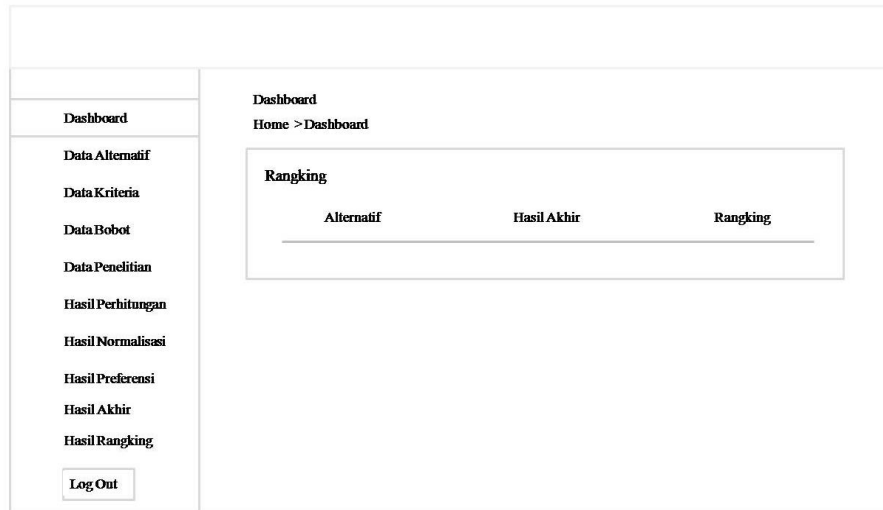 Dashboard
Data Alternatif
Data Kriteria
Data Bobot
Data Penelitian
Hasil Perhitungan
Hasil Normalisasi
Hasil Preferensi
Hasil Akhir
Hasil Rangking
Log Out
Dashboard
Home > Dashboard
Rangking
Alternatif Hasil Akhir Rangking